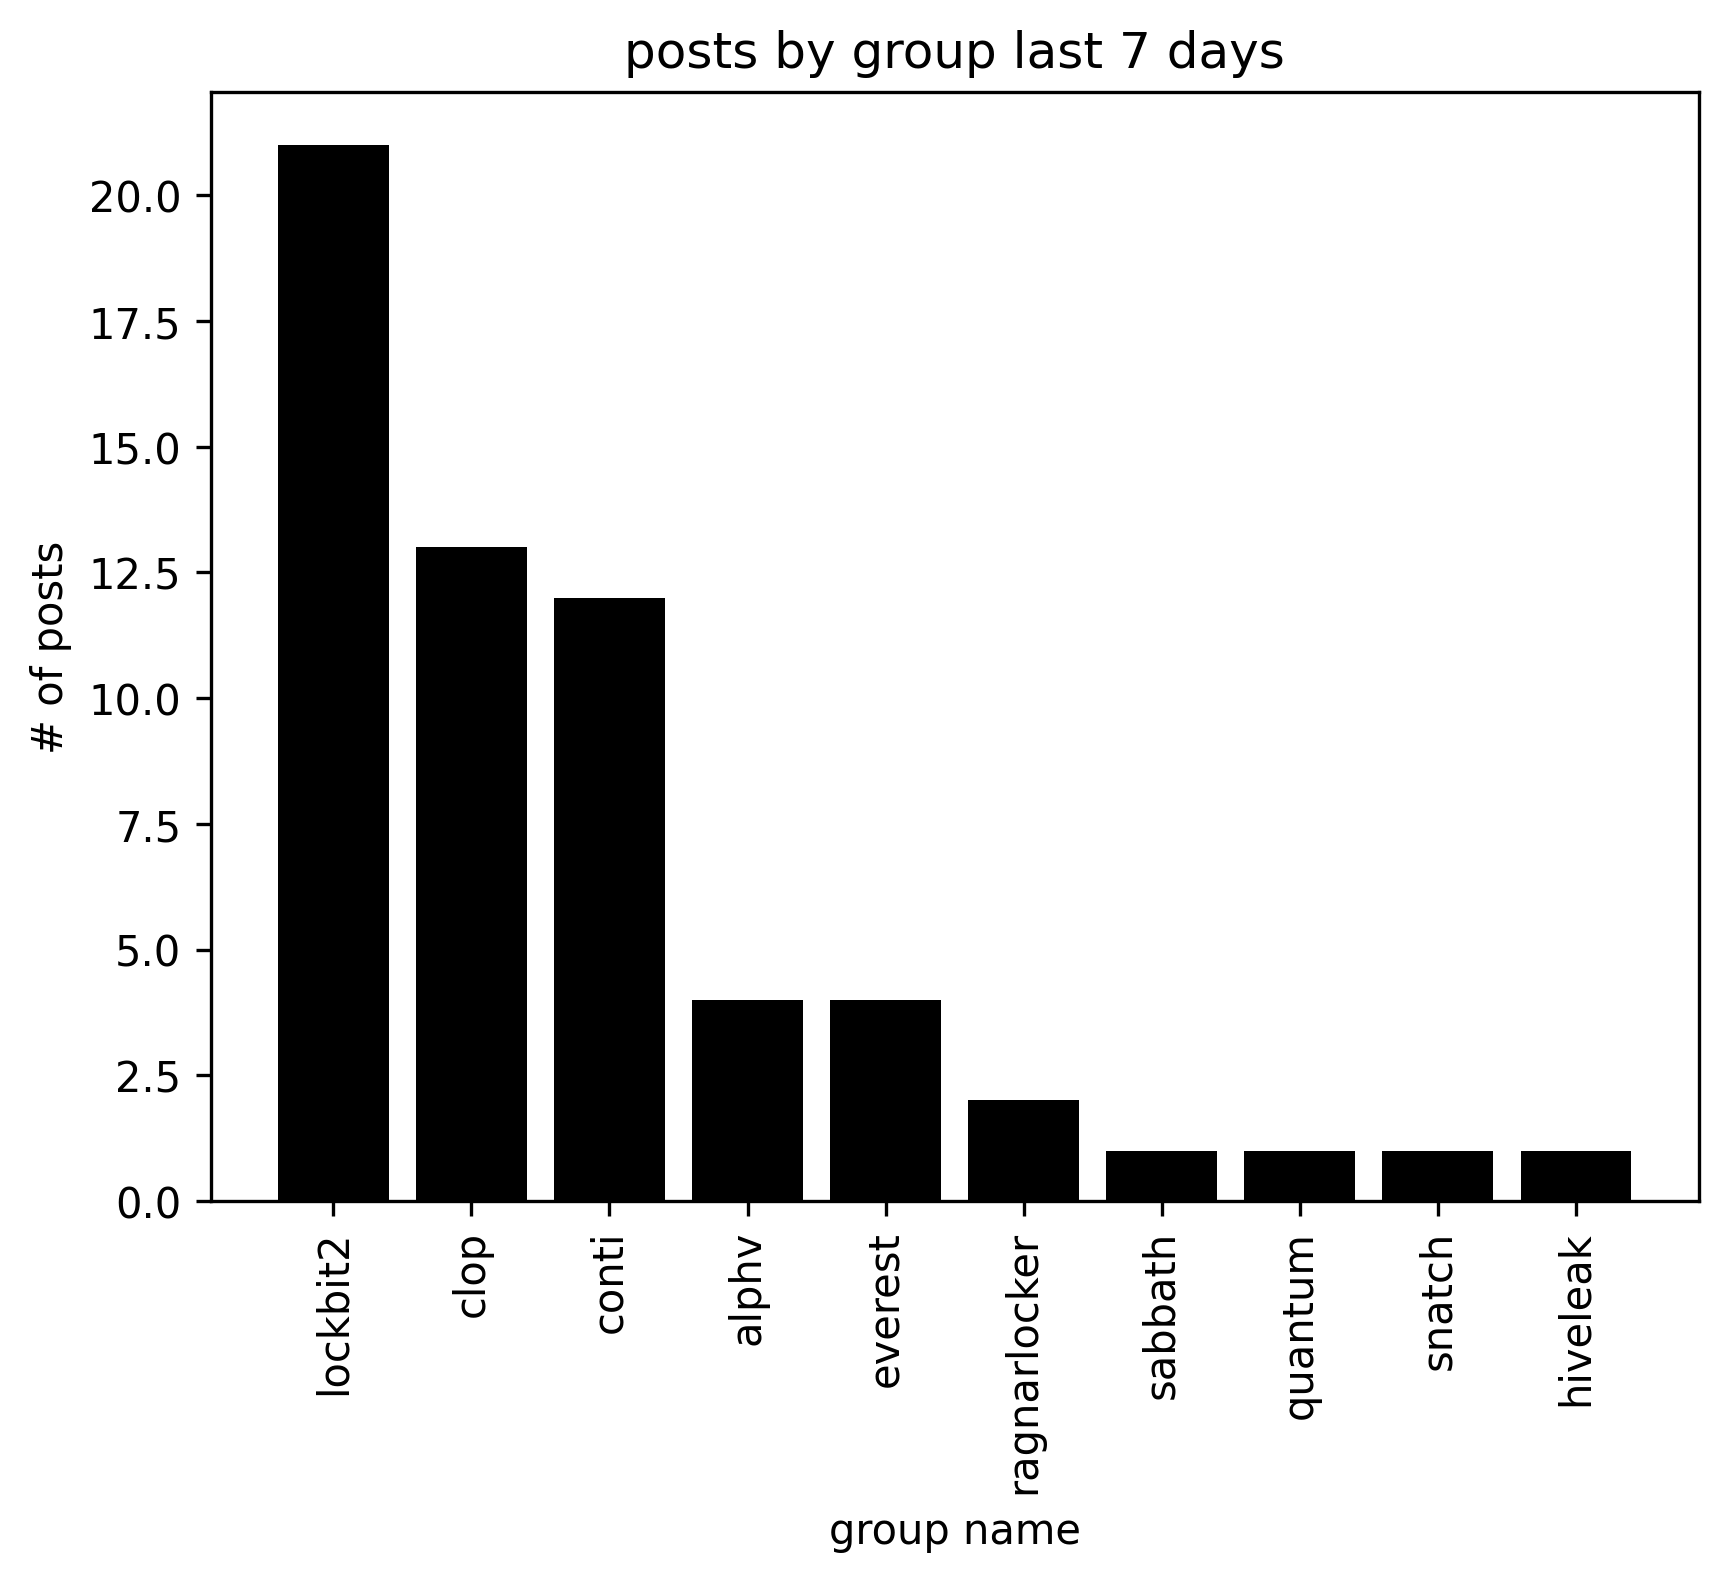 posts by group last 7 days
20.0
17.5
15.0
12.5
10.0
7.5
5.0
2.5
0.0
# of posts
lockbit2
clop
conti
alphv
everest
ragnarlocker
sabbath
quantum
snatch
hiveleak
group name